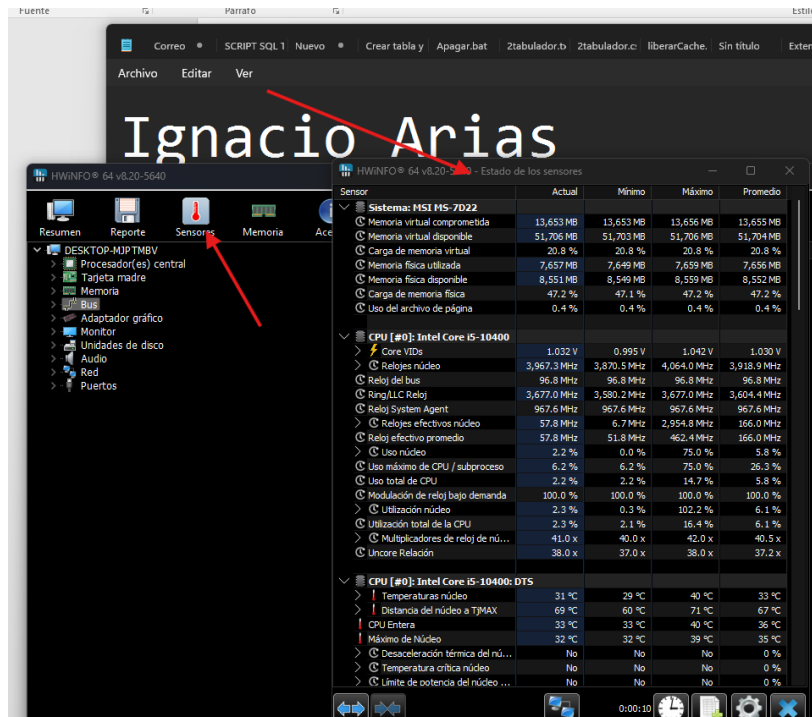 Fuente Párrafo
Correo SCRIPT SQL 1 Nuevo Crear tabla y Apagar.bat 2tabulador.b 2tabulador.c liberarCache. Sin título
Archivo Editar Ver
Ignacio Arias
HWiNFO® 64 v8.20-5640
Resumen Reporte Sensores Memoria
DESKTOP-MJPTMBV
Procesador(es) central
Tarjeta madre
Memoria
Bus
Adaptador gráfico
Monitor
Unidades de disco
Audio
Red
Puertos
HWiNFO® 64 v8.20-5640 - Estado de los sensores
Sensor Actual Mínimo Máximo Promedio
Sistema: MSI MS-7D22
Memoria virtual comprometida 13,653 MB 13,653 MB 13,656 MB 13,655 MB
Memoria virtual disponible 51,706 MB 51,703 MB 51,706 MB 51,704 MB
Carga de memoria virtual 20.8 % 20.8 % 20.8 % 20.8 %
Memoria física utilizada 7,657 MB 7,649 MB 7,659 MB 7,656 MB
Memoria física disponible 8,551 MB 8,549 MB 8,559 MB 8,552 MB
Carga de memoria física 47.2 % 47.1 % 47.2 % 47.2 %
Uso del archivo de página 0.4 % 0.4 % 0.4 % 0.4 %
CPU [#0]: Intel Core i5-10400
Core VIDs 1.032 V 0.995 V 1.042 V 1.030 V
Relojes núcleo 3,967.3 MHz 3,870.5 MHz 4,064.0 MHz 3,918.9 MHz
Reloj del bus 96.8 MHz 96.8 MHz 96.8 MHz 96.8 MHz
Ring/LLC Reloj 3,677.0 MHz 3,580.2 MHz 3,677.0 MHz 3,604.4 MHz
Reloj System Agent 967.6 MHz 967.6 MHz 967.6 MHz 967.6 MHz
Relojes efectivos núcleo 57.8 MHz 6.7 MHz 2,954.8 MHz 166.0 MHz
Reloj efectivo promedio 57.8 MHz 51.8 MHz 462.4 MHz 166.0 MHz
Uso núcleo 2.2 % 0.0 % 75.0 % 5.8 %
Uso máximo de CPU / subproceso 6.2 % 6.2 % 75.0 % 26.3 %
Uso total de CPU 2.2 % 2.2 % 14.7 % 5.8 %
Modulación de reloj bajo demanda 100.0 % 100.0 % 100.0 % 100.0 %
Utilización núcleo 2.3 % 0.3 % 102.2 % 6.1 %
Utilización total de la CPU 2.3 % 2.1 % 16.4 % 6.1 %
Multiplicadores de reloj de nú... 41.0 x 40.0 x 42.0 x 40.5 x
Uncore Relación 38.0 x 37.0 x 38.0 x 37.2 x
CPU [#0]: Intel Core i5-10400: DTS
Temperaturas núcleo 31 °C 29 °C 40 °C 33 °C
Distancia del núcleo a TjMAX 69 °C 60 °C 71 °C 67 °C
CPU Entera 33 °C 33 °C 40 °C 36 °C
Máximo de Núcleo 32 °C 32 °C 39 °C 35 °C
Desaceleración térmica del nú... No No No 0 %
Temperatura crítica núcleo No No No 0 %
Límite de potencia del núcleo ... No No No 0 %
0:00:10